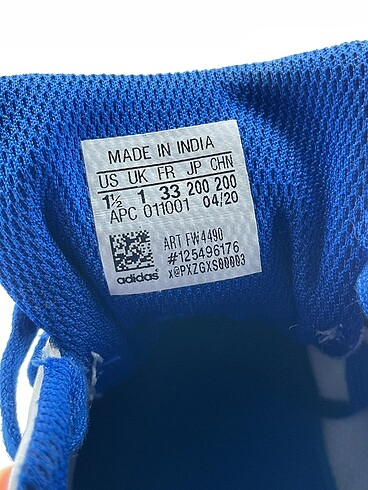 MADE IN INDIA
US UK FR JP CHN
1½ 1 33 200 200
APC 011001 04/20
ART FW4490
#125496176
x@PXZGXS00003
adidas